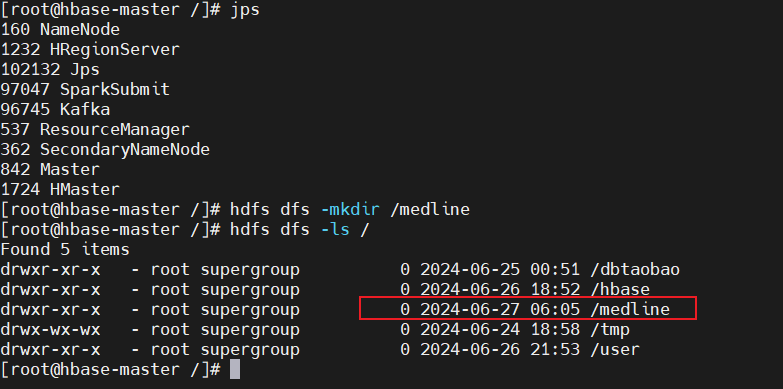 [root@hbase-master /]# jps
160 NameNode
1232 HRegionServer
102132 Jps
97047 SparkSubmit
96745 Kafka
537 ResourceManager
362 SecondaryNameNode
842 Master
1724 HMaster
[root@hbase-master /]# hdfs dfs -mkdir /medline
[root@hbase-master /]# hdfs dfs -ls /
Found 5 items
drwxr-xr-x   - root supergroup          0 2024-06-25 00:51 /dbtaobao
drwxr-xr-x   - root supergroup          0 2024-06-26 18:52 /hbase
drwxr-xr-x   - root supergroup          0 2024-06-27 06:05 /medline
drwx-wx-wx   - root supergroup          0 2024-06-24 18:58 /tmp
drwxr-xr-x   - root supergroup          0 2024-06-26 21:53 /user
[root@hbase-master /]#